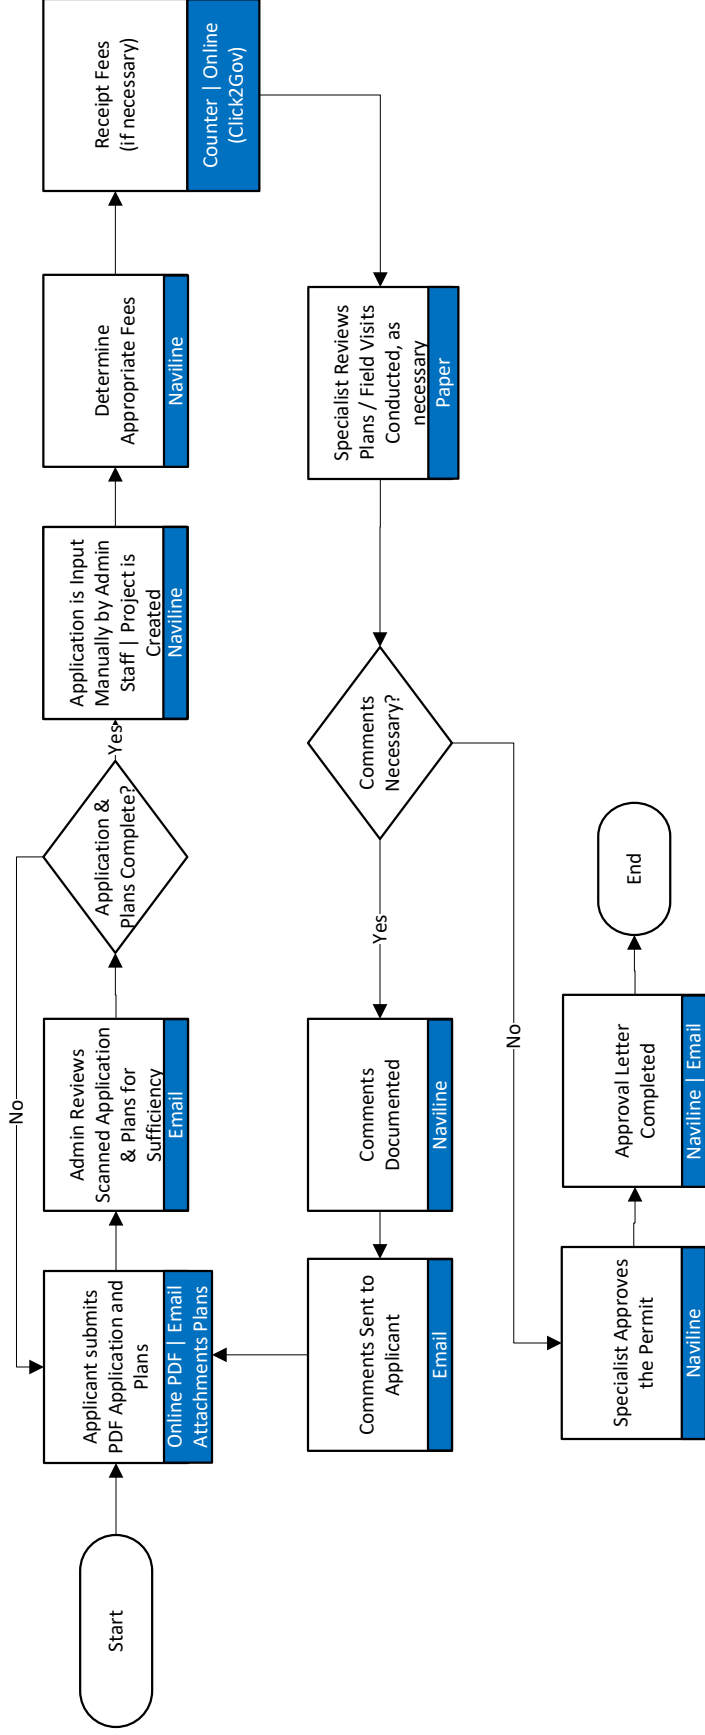 Start
Applicant submits
PDF Application and
Plans
Online PDF | Email
Attachments Plans
Admin Reviews
Scanned Application
& Plans for
Sufficiency
Email
Application &
Plans Complete?
No
Yes
Application is Input
Manually by Admin
Staff | Project is
Created
Naviline
Determine
Appropriate Fees
Naviline
Receipt Fees
(if necessary)
Counter | Online
(Click2Gov)
Specialist Reviews
Plans / Field Visits
Conducted, as
necessary
Paper
Comments
Necessary?
Yes
Comments
Documented
Naviline
Comments Sent to
Applicant
Email
No
Specialist Approves
the Permit
Naviline
Approval Letter
Completed
Naviline | Email
End